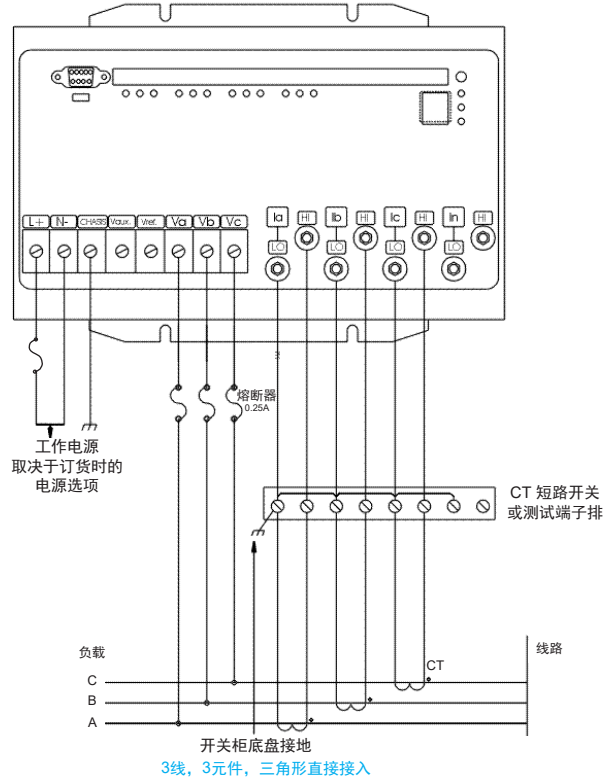 Ia HI Ib HI Ic HI In HI
L+ N- CHASIS Vaux. Vref. Va Vb Vc
LO LO LO LO
熔断器
0.25A
工作电源
取决于订货时的
电源选项
CT 短路开关
或测试端子排
负载
线路
CT
C
B
A
开关柜底盘接地
3线，3元件，三角形直接接入